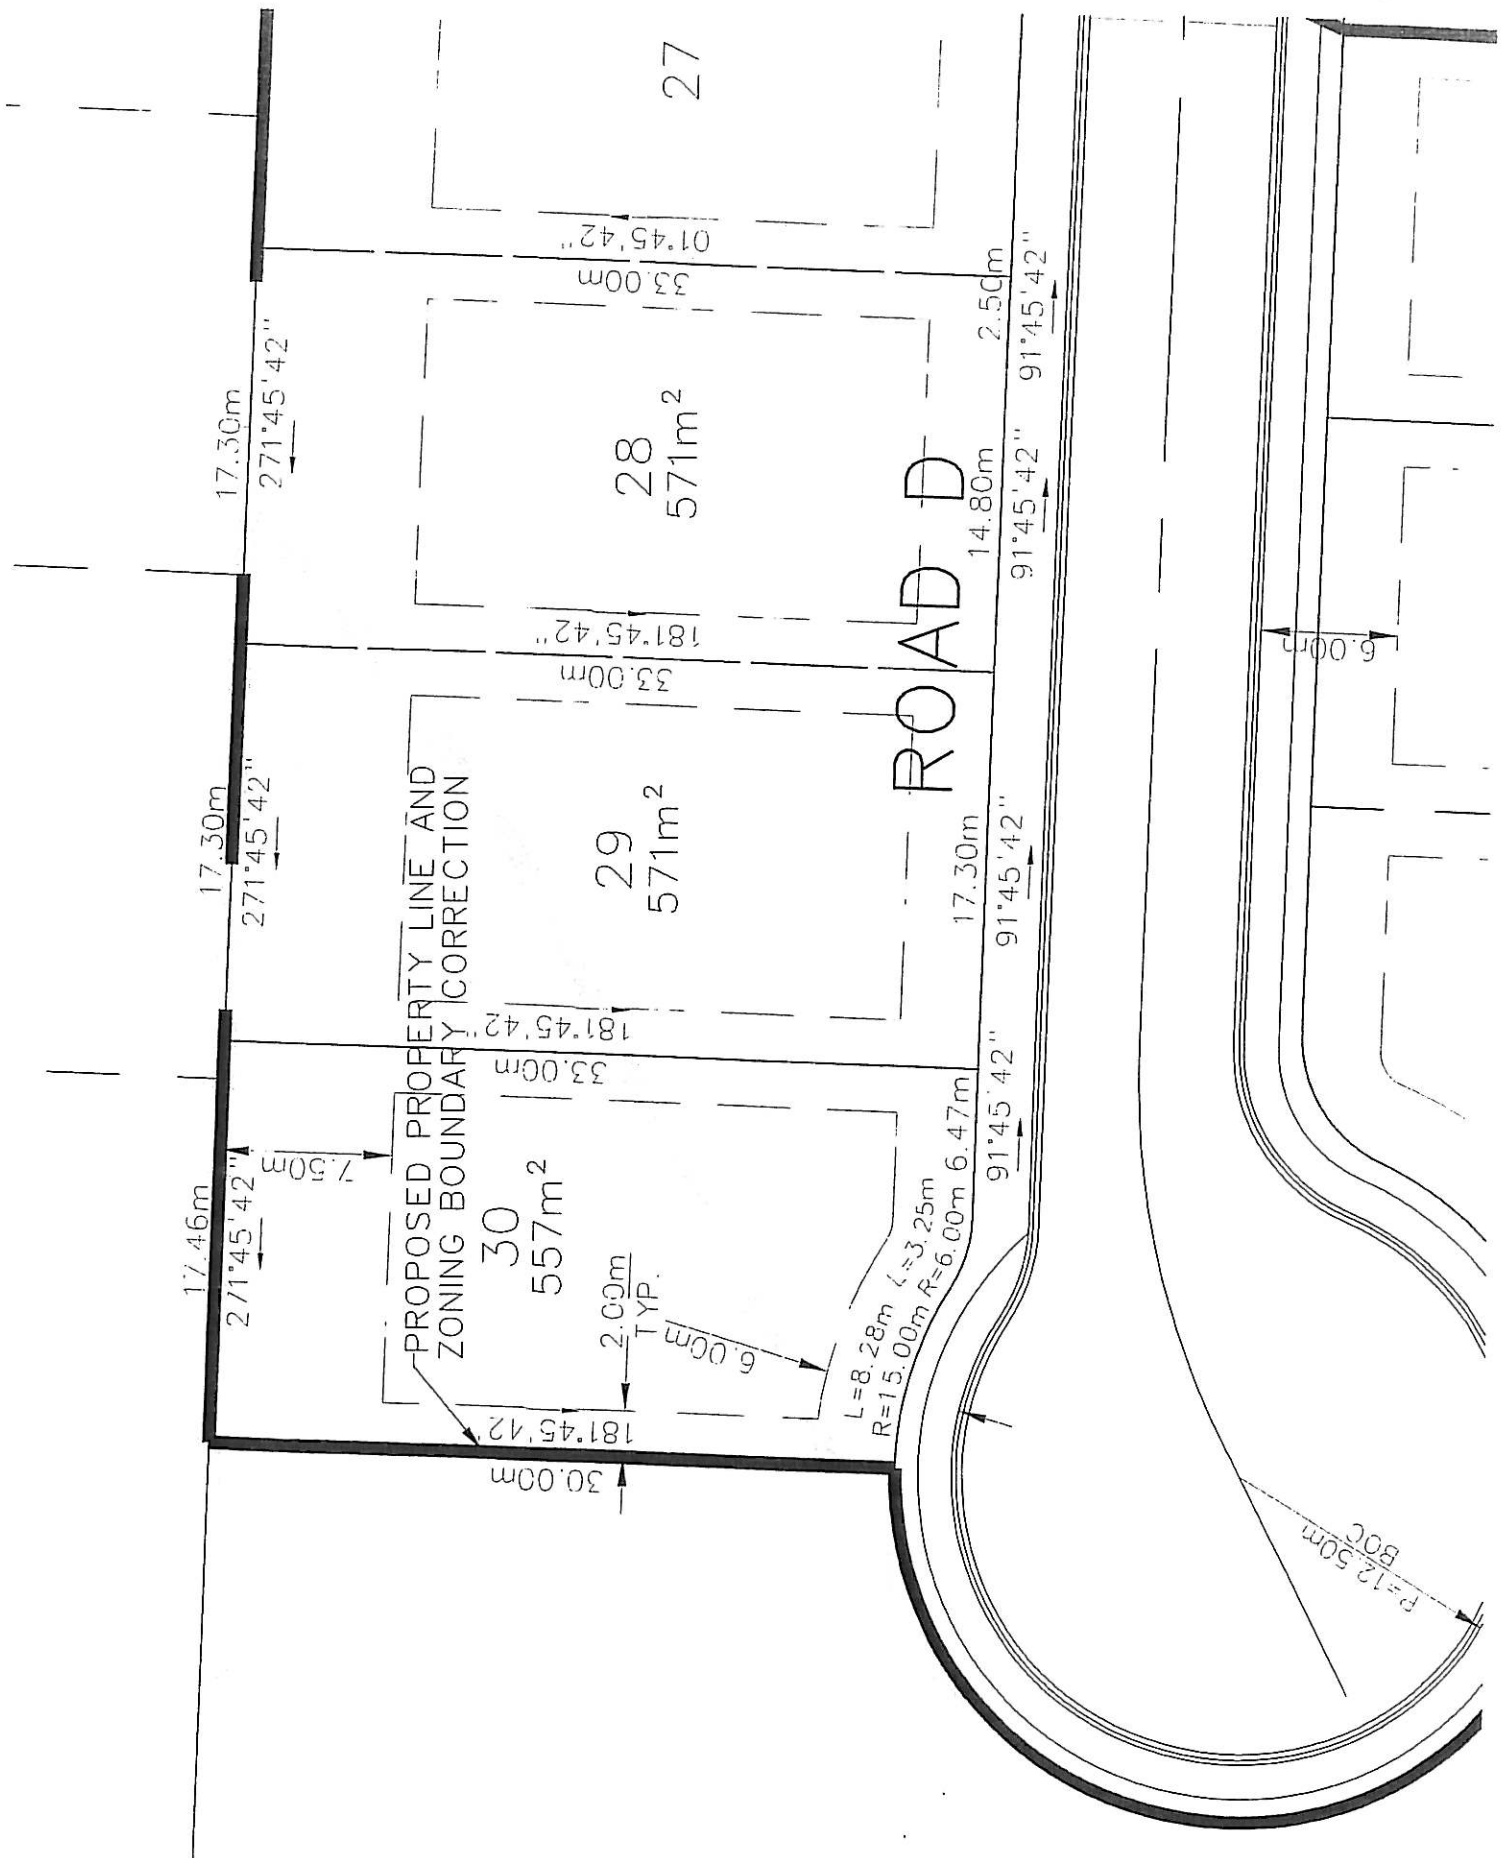 17.46m
271°45'42"
17.30m
271°45'42"
17.30m
271°45'42"
7.50m
PROPOSED PROPERTY LINE AND
ZONING BOUNDARY CORRECTION
30
557m²
29
571m²
28
571m²
27
30.00m
181°45'42"
2.00m
TYP.
6.00m
33.00m
181°45'42"
33.00m
181°45'42"
33.00m
01°45'42"
L=8.28m
R=15.00m
L=3.25m
R=6.00m
6.47m
91°45'42"
17.30m
91°45'42"
14.80m
91°45'42"
2.50m
91°45'42"
ROAD D
6.00m
R=12.50m
BOC